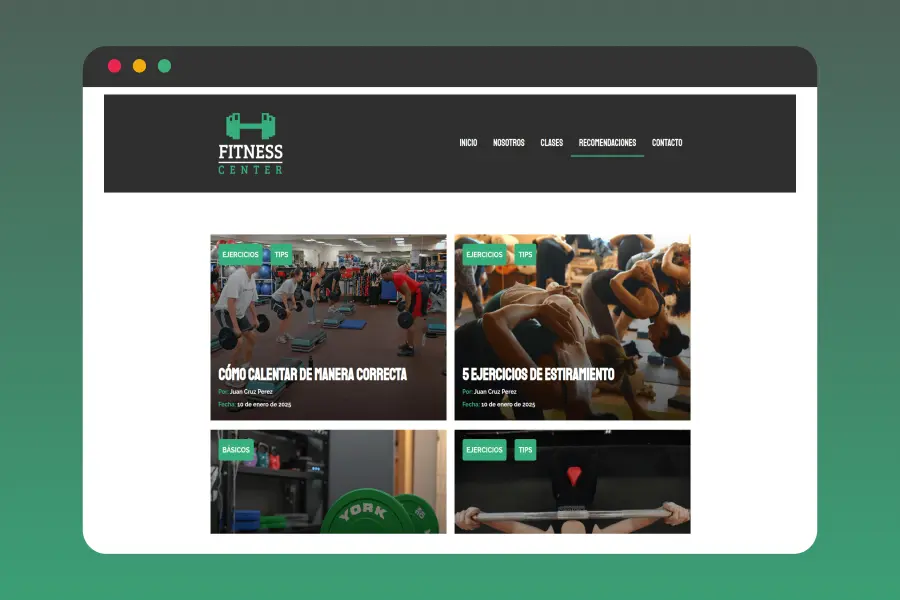 FITNESS
CENTER
INICIO NOSOTROS CLASES RECOMENDACIONES CONTACTO
EJERCICIOS TIPS
CÓMO CALENTAR DE MANERA CORRECTA
Por: Juan Cruz Perez
Fecha: 10 de enero de 2025
EJERCICIOS TIPS
5 EJERCICIOS DE ESTIRAMIENTO
Por: Juan Cruz Perez
Fecha: 10 de enero de 2025
BÁSICOS
YORK
EJERCICIOS TIPS